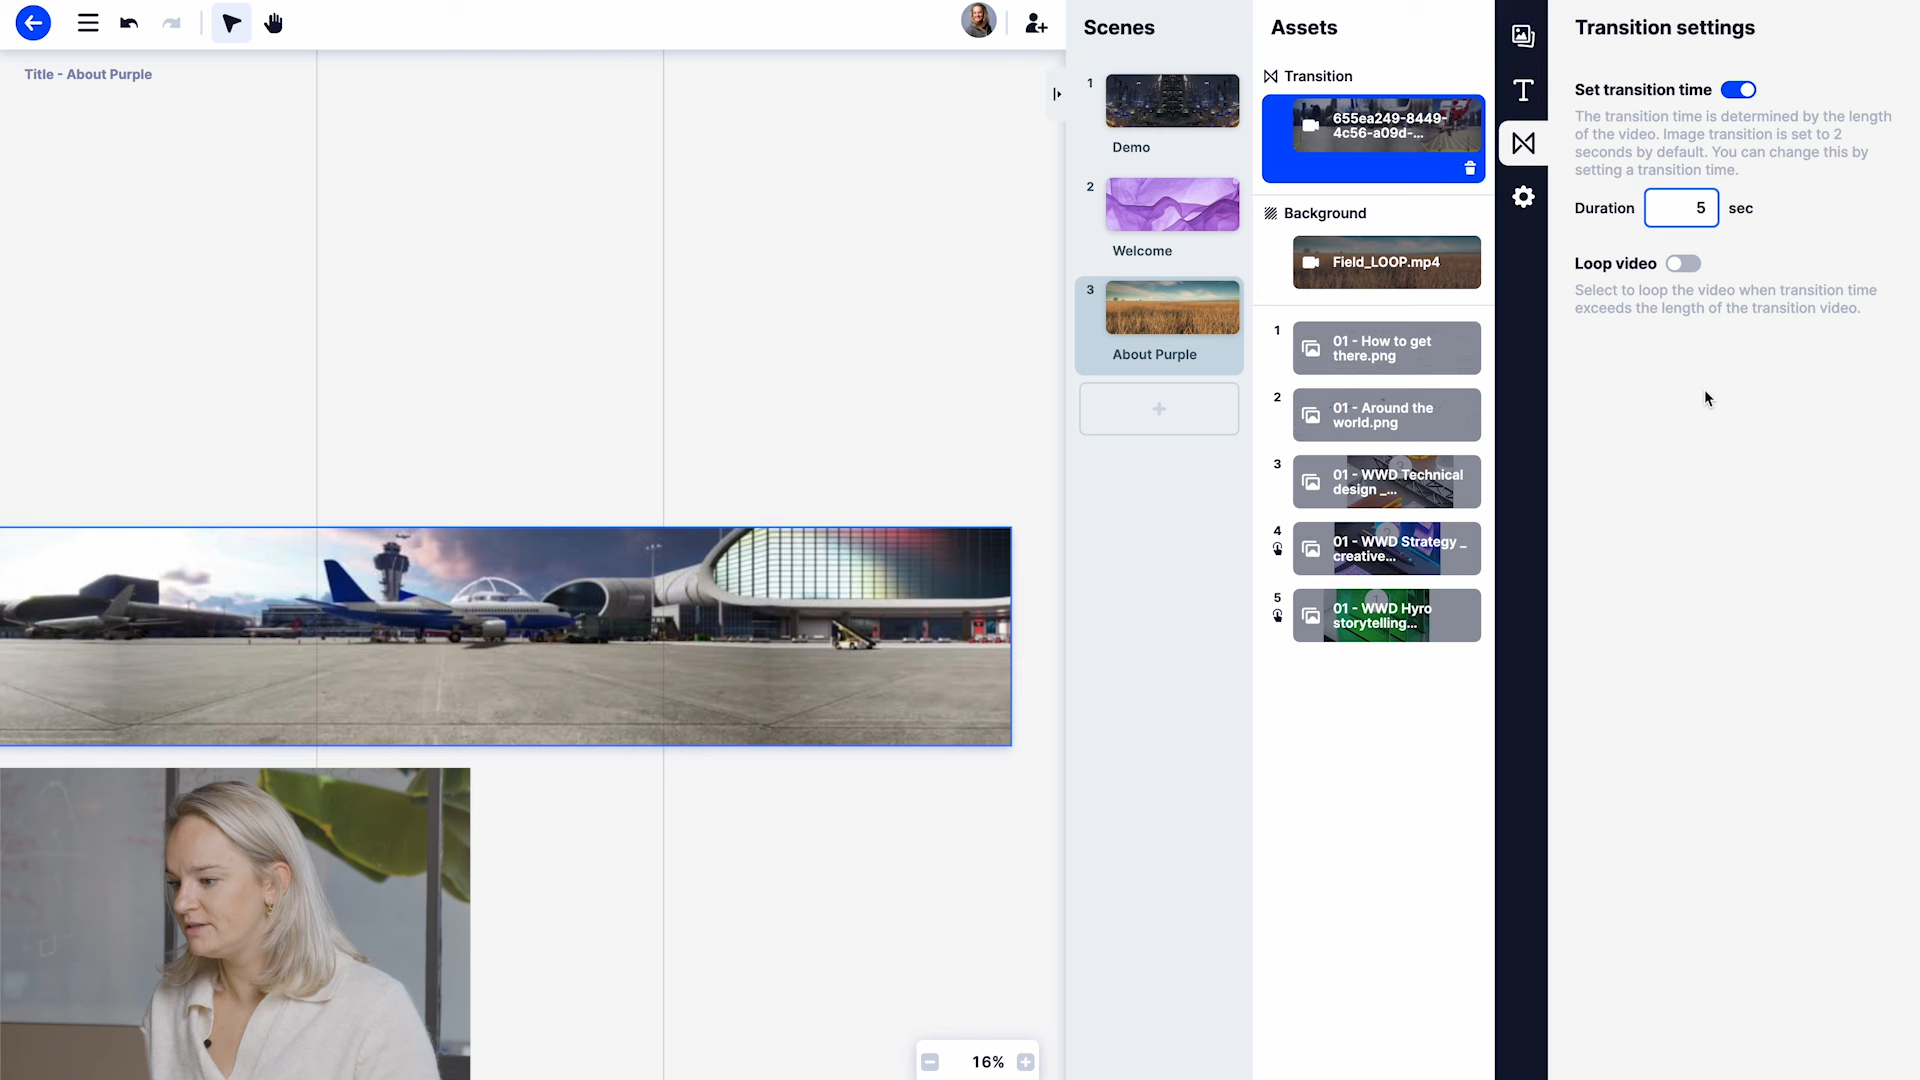 Title - About Purple
Scenes
1
Demo
2
Welcome
3
About Purple
+
Assets
Transition
655ea249-8449-
4c56-a09d-...
Background
Field_LOOP.mp4
1
01 - How to get
there.png
2
01 - Around the
world.png
3
01 - WWD Technical
design _...
4
01 - WWD Strategy _
creative...
5
01 - WWD Hyro
storytelling...
T
Transition settings
Set transition time
The transition time is determined by the length
of the video. Image transition is set to 2
seconds by default. You can change this by
setting a transition time.
Duration 5 sec
Loop video
Select to loop the video when transition time
exceeds the length of the transition video.
16%